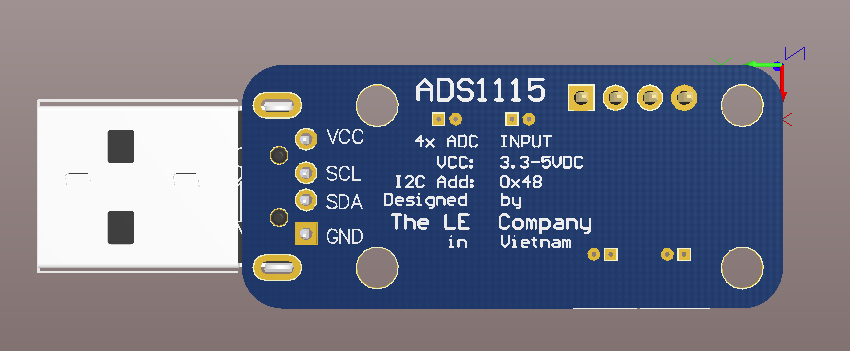 ADS1115
4x ADC INPUT
VCC: 3.3-5VDC
I2C Add: 0x48
Designed by
The LE Company
in Vietnam
VCC
SCL
SDA
GND